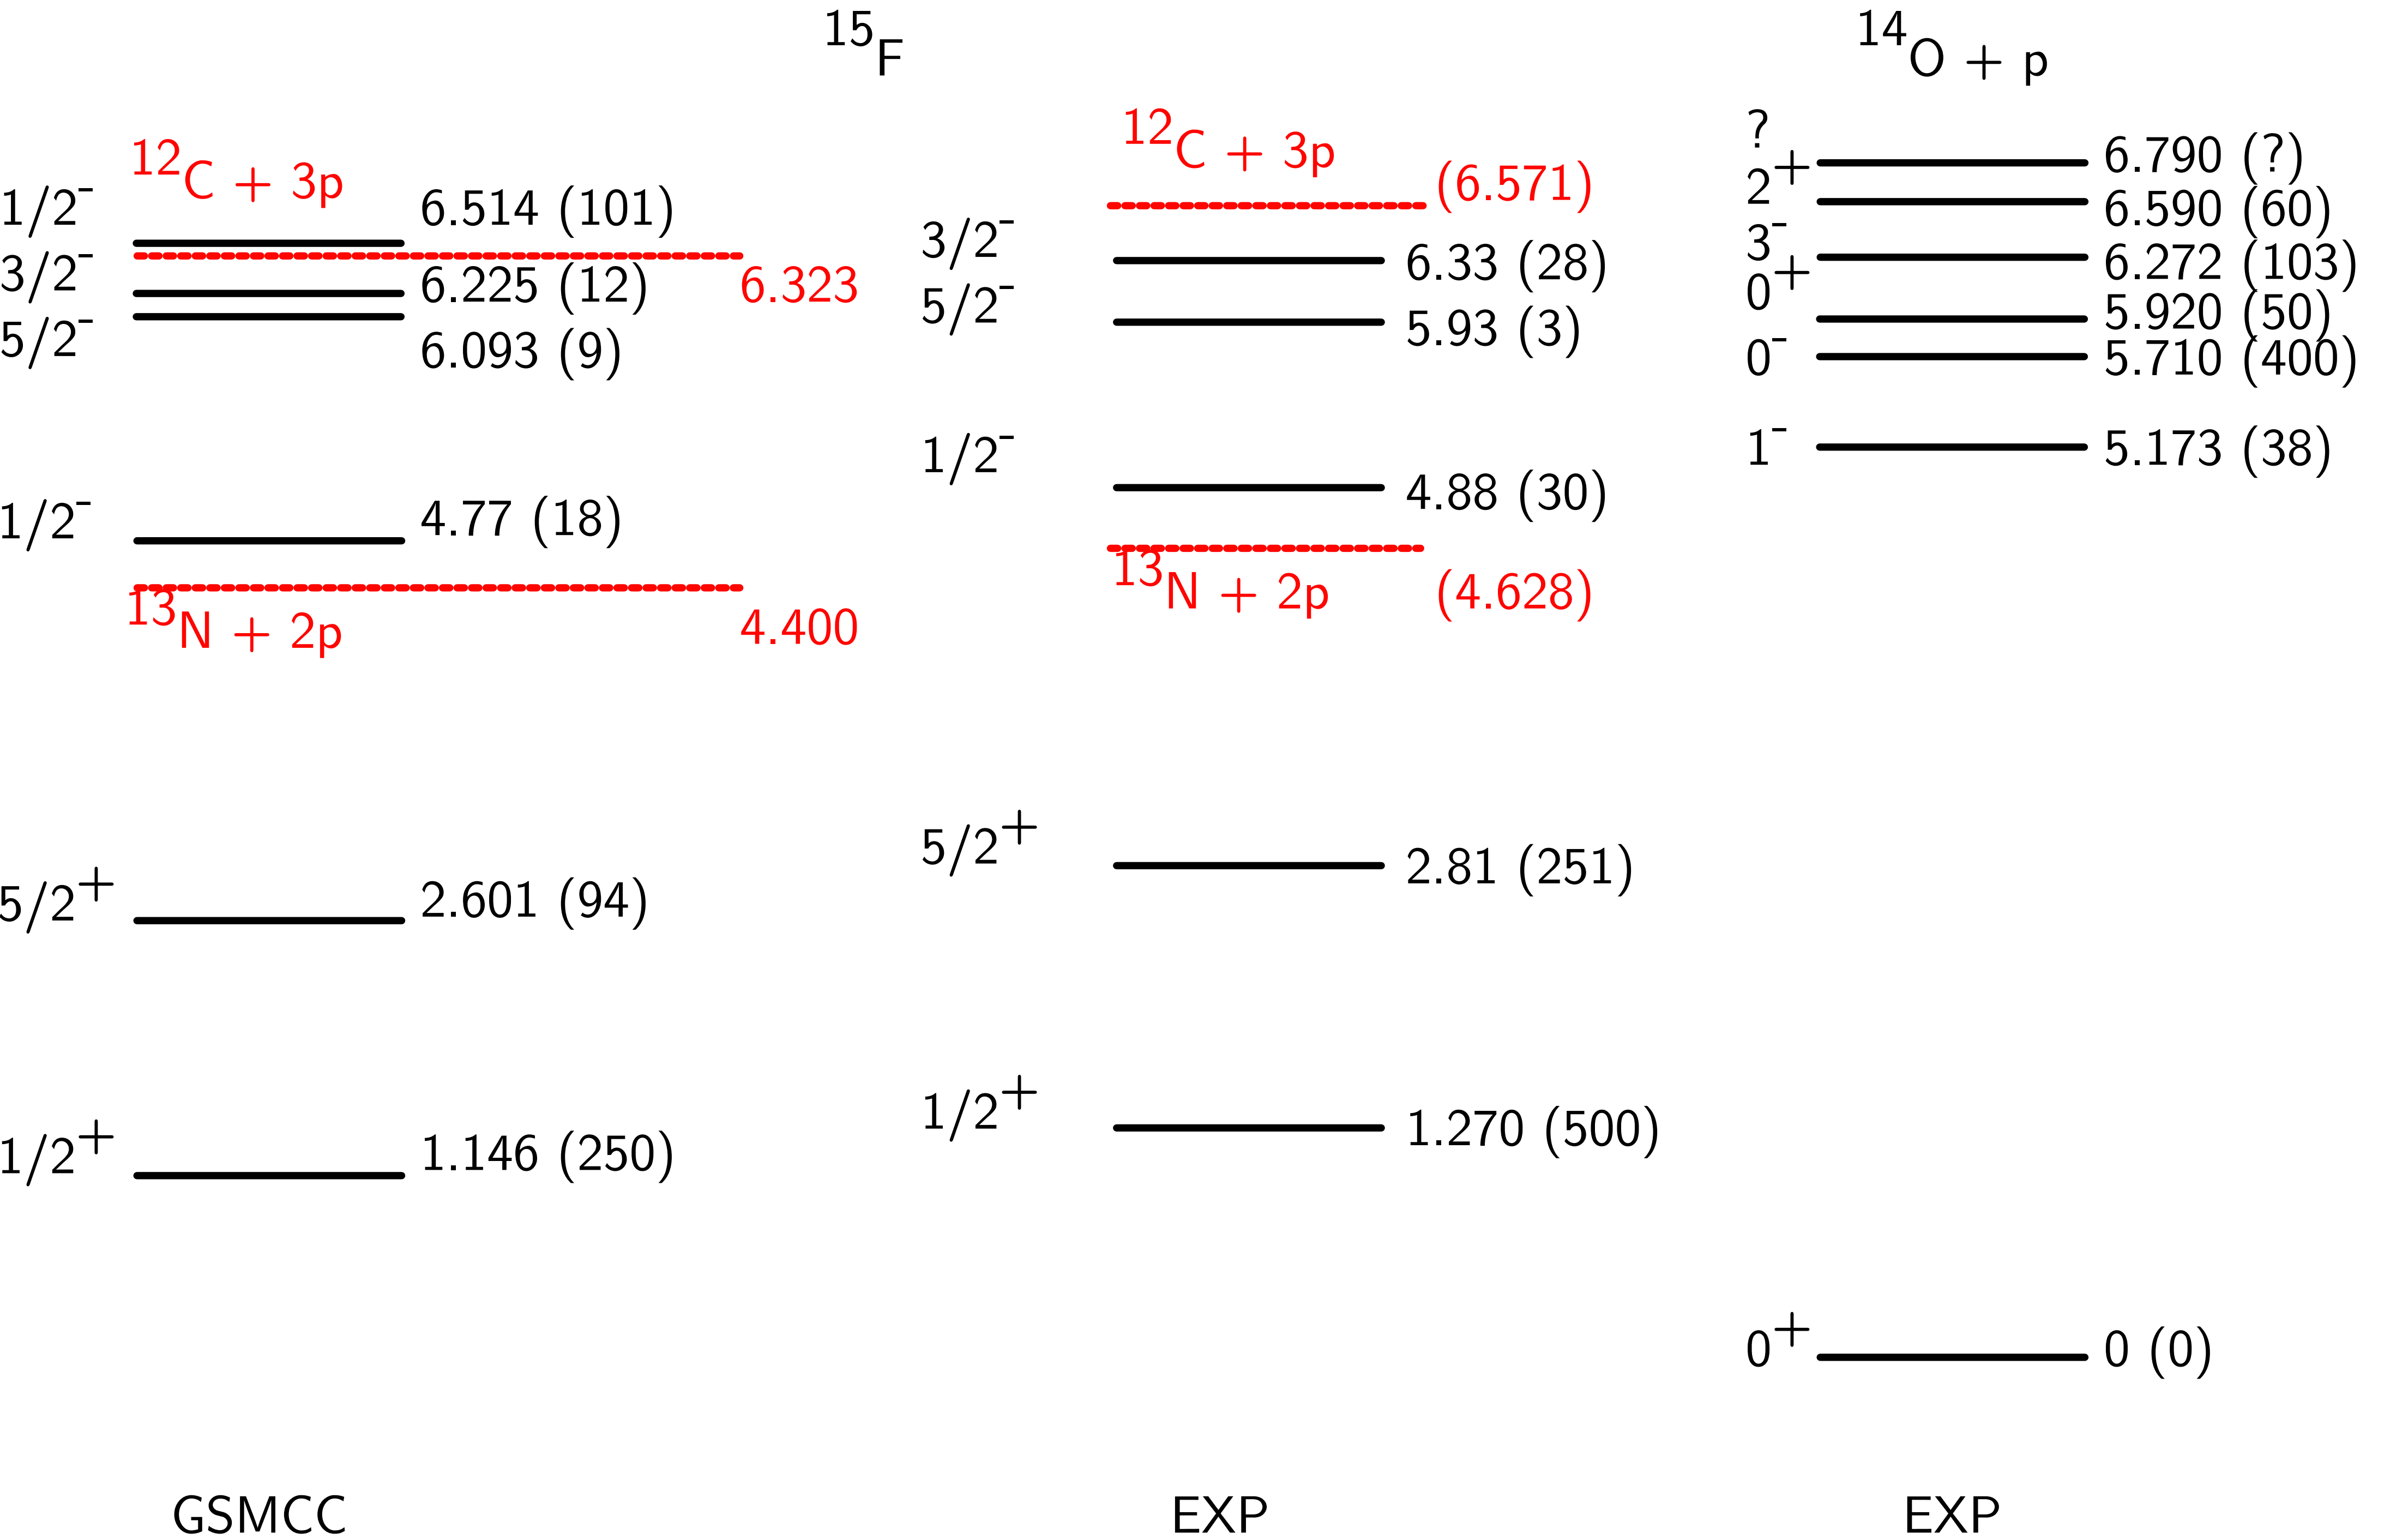 ¹⁵F
¹⁴O + p
¹²C + 3p
1/2⁻ 6.514 (101)
3/2⁻ 6.225 (12) 6.323
5/2⁻ 6.093 (9)
1/2⁻ 4.77 (18)
¹³N + 2p 4.400
5/2⁺ 2.601 (94)
1/2⁺ 1.146 (250)
GSMCC
¹²C + 3p (6.571)
3/2⁻ 6.33 (28)
5/2⁻ 5.93 (3)
1/2⁻ 4.88 (30)
¹³N + 2p (4.628)
5/2⁺ 2.81 (251)
1/2⁺ 1.270 (500)
EXP
? 6.790 (?)
2⁺ 6.590 (60)
3⁻ 6.272 (103)
0⁺ 5.920 (50)
0⁻ 5.710 (400)
1⁻ 5.173 (38)
0⁺ 0 (0)
EXP